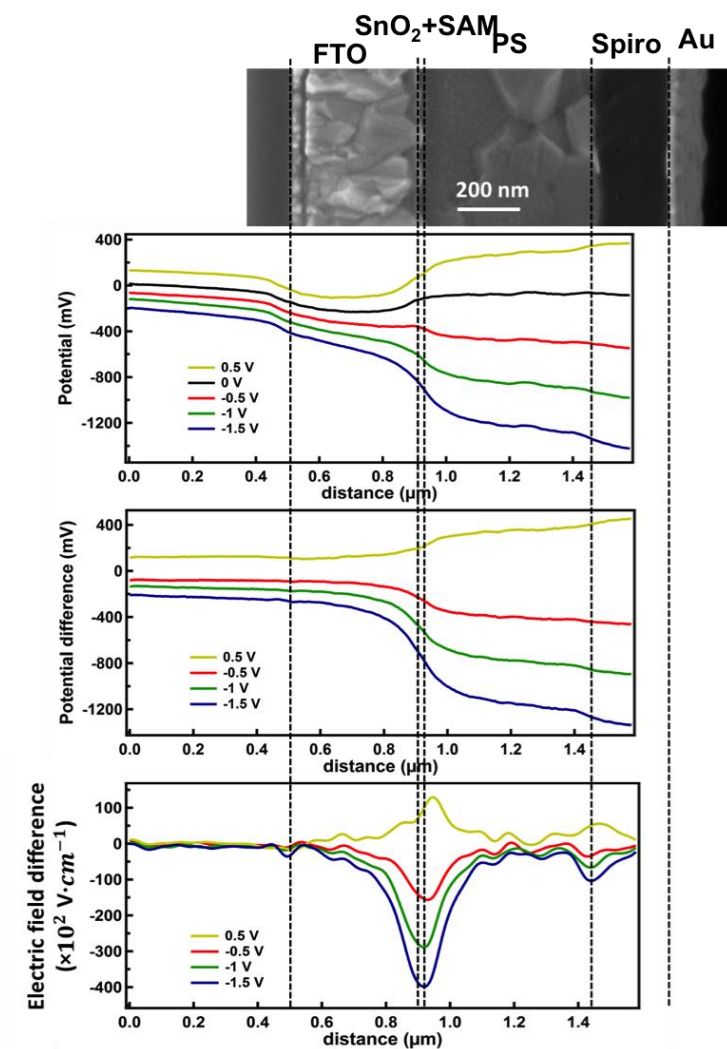 SnO₂+SAM
FTO PS Spiro Au
200 nm
400
0
-400
-800
-1200
Potential (mV)
0.5 V
0 V
-0.5 V
-1 V
-1.5 V
0.0 0.2 0.4 0.6 0.8 1.0 1.2 1.4
distance (µm)
400
0
-400
-800
-1200
Potential difference (mV)
0.5 V
-0.5 V
-1 V
-1.5 V
0.0 0.2 0.4 0.6 0.8 1.0 1.2 1.4
distance (µm)
100
0
-100
-200
-300
-400
Electric field difference
(×10² V·cm⁻¹)
0.5 V
-0.5 V
-1 V
-1.5 V
0.0 0.2 0.4 0.6 0.8 1.0 1.2 1.4
distance (µm)